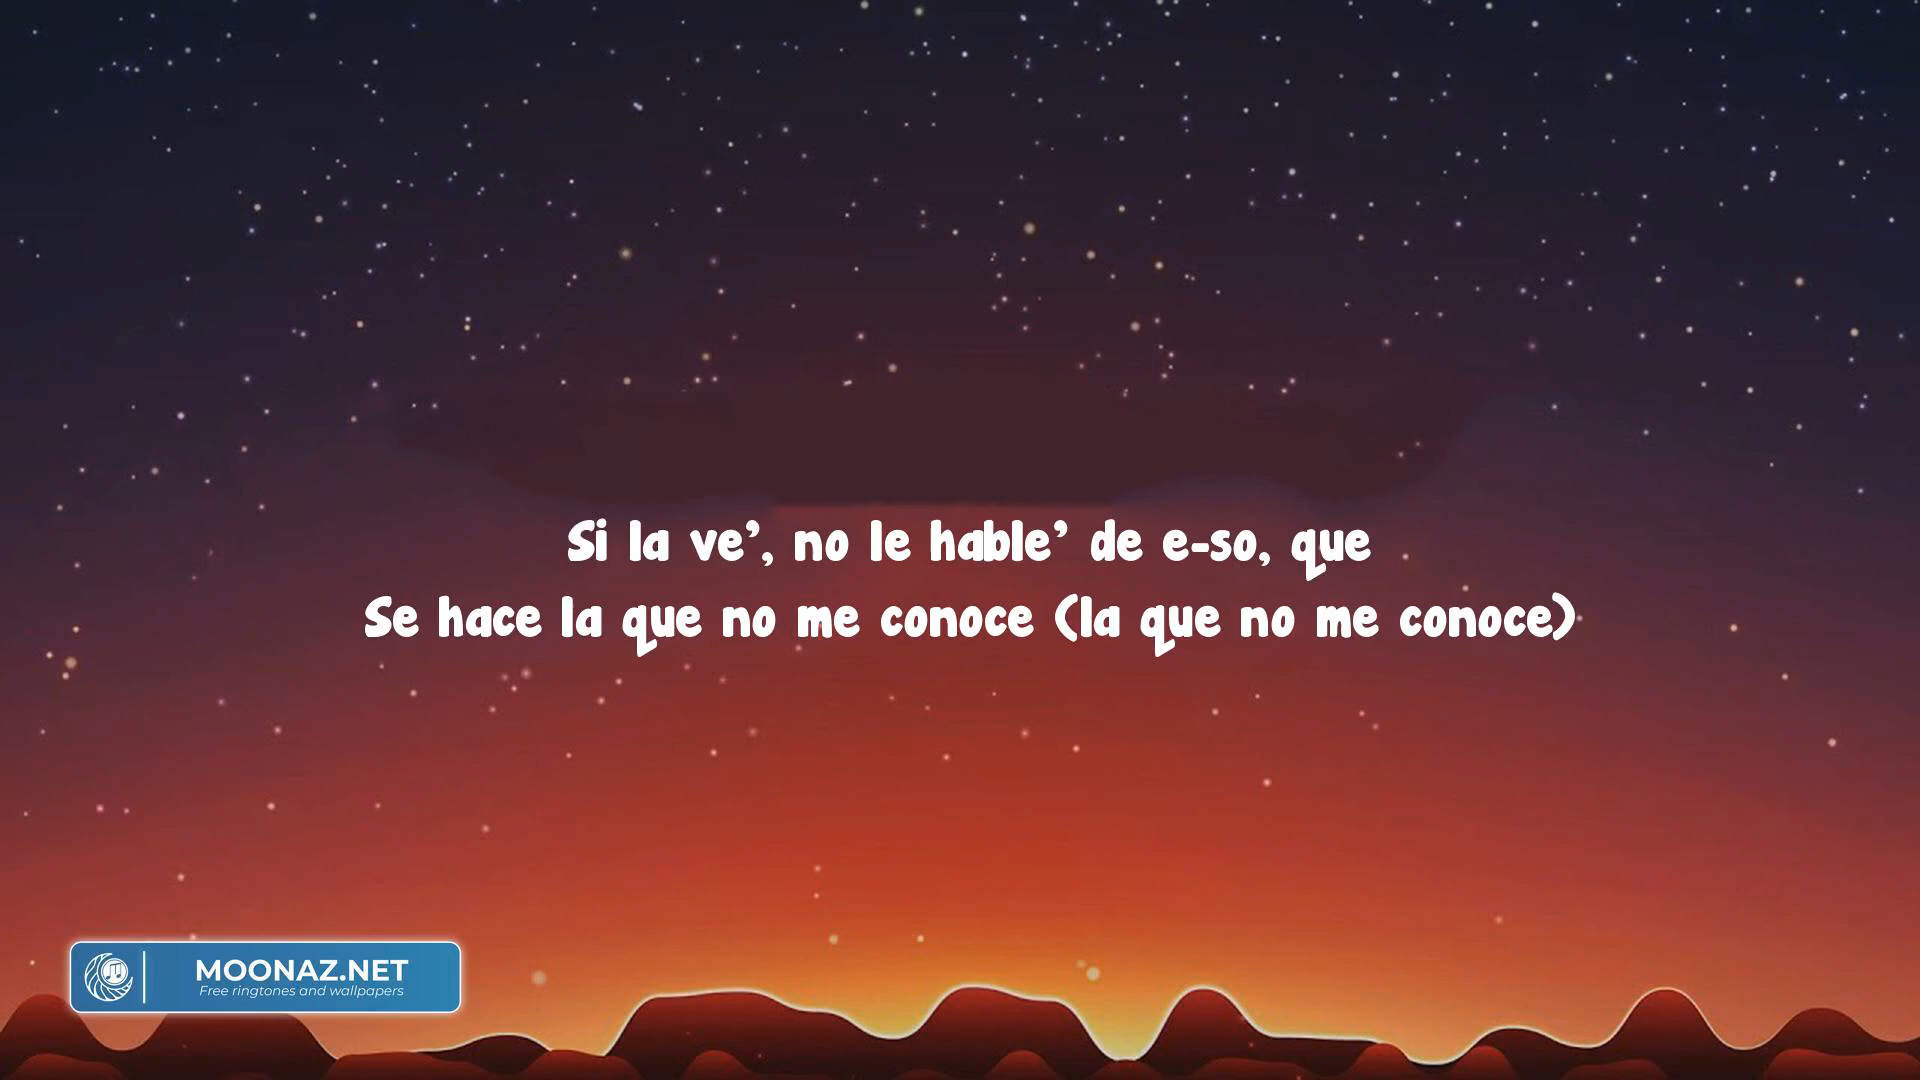 Si la ve’, no le hable’ de e-so, que
Se hace la que no me conoce (la que no me conoce)
MOONAZ.NET
Free ringtones and wallpapers